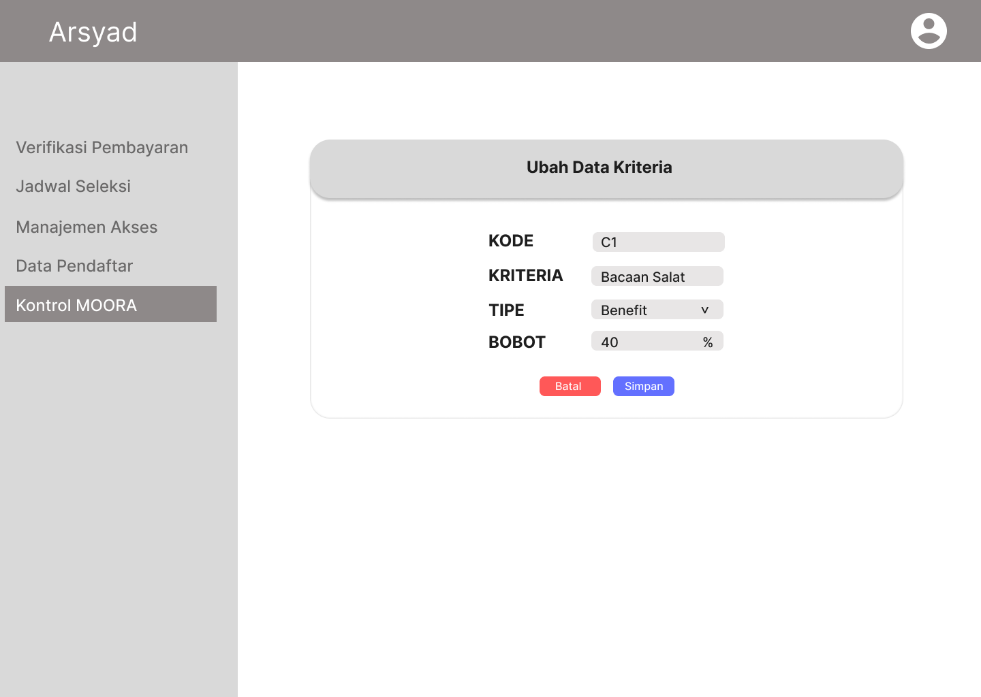 Arsyad
Verifikasi Pembayaran
Jadwal Seleksi
Manajemen Akses
Data Pendaftar
Kontrol MOORA
Ubah Data Kriteria
KODE C1
KRITERIA Bacaan Salat
TIPE Benefit v
BOBOT 40 %
Batal Simpan